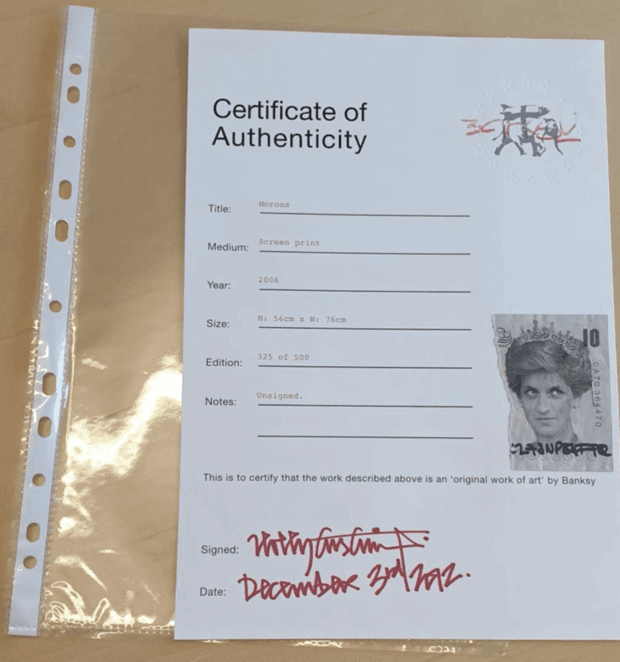 Certificate of
Authenticity
Title: Morons
Medium: Screen print
Year: 2006
Size: H: 56cm x W: 76cm
Edition: 325 of 500
Notes: Unsigned.
10
This is to certify that the work described above is an 'original work of art' by Banksy
Signed:
Date: December 3rd 2012.